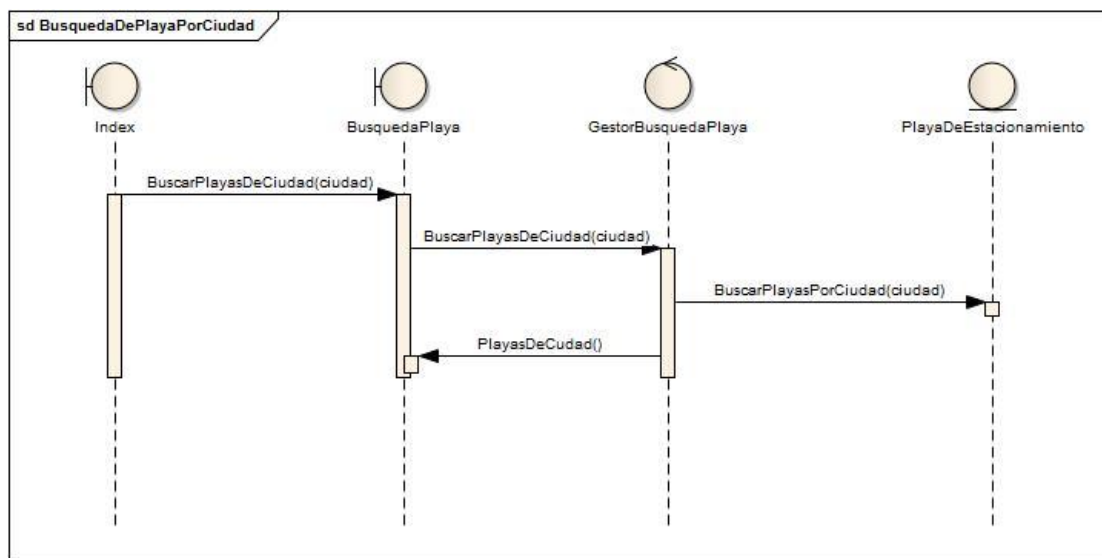 sd BusquedaDePlayaPorCiudad
Index
BusquedaPlaya
GestorBusquedaPlaya
PlayaDeEstacionamiento
BuscarPlayasDeCiudad(ciudad)
BuscarPlayasDeCiudad(ciudad)
BuscarPlayasPorCiudad(ciudad)
PlayasDeCudad()